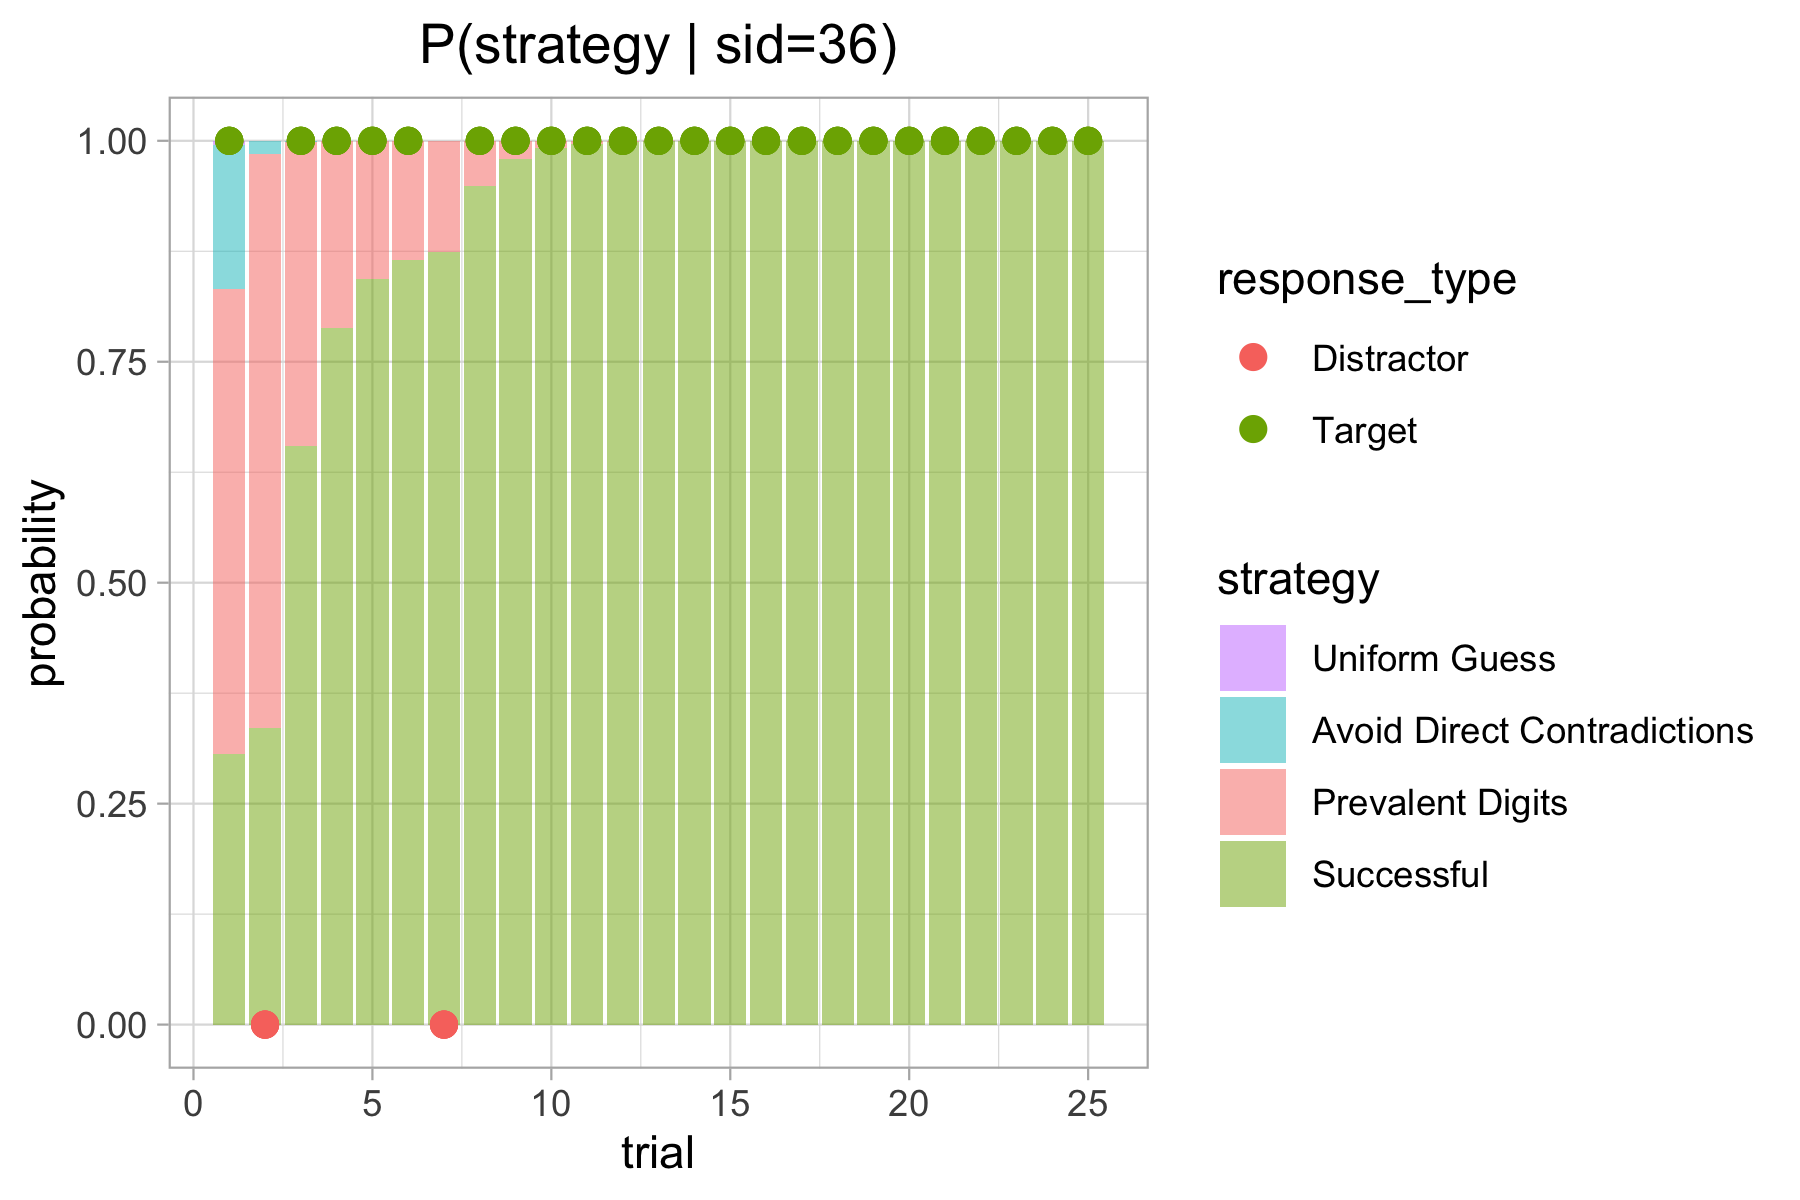 P(strategy | sid=36)
1.00
0.75
0.50
0.25
0.00
probability
0 5 10 15 20 25
trial
response_type
Distractor
Target
strategy
Uniform Guess
Avoid Direct Contradictions
Prevalent Digits
Successful